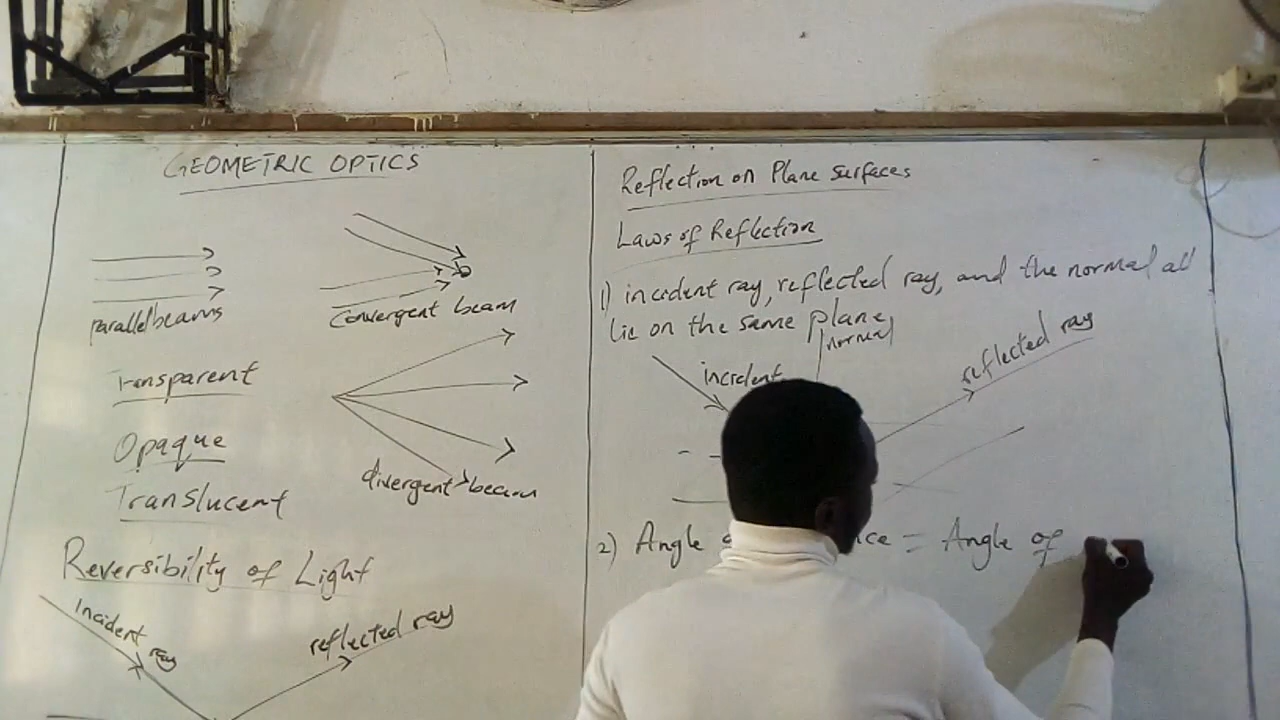 GEOMETRIC OPTICS
parallel beams
Convergent beam
Transparent
Opaque
Translucent
divergent beam
Reversibility of Light
Incident ray
reflected ray
Reflection on Plane Surfaces
Laws of Reflection
1) incident ray, reflected ray, and the normal all
lie on the same plane
normal
incident
reflected ray
2) Angle = Angle of